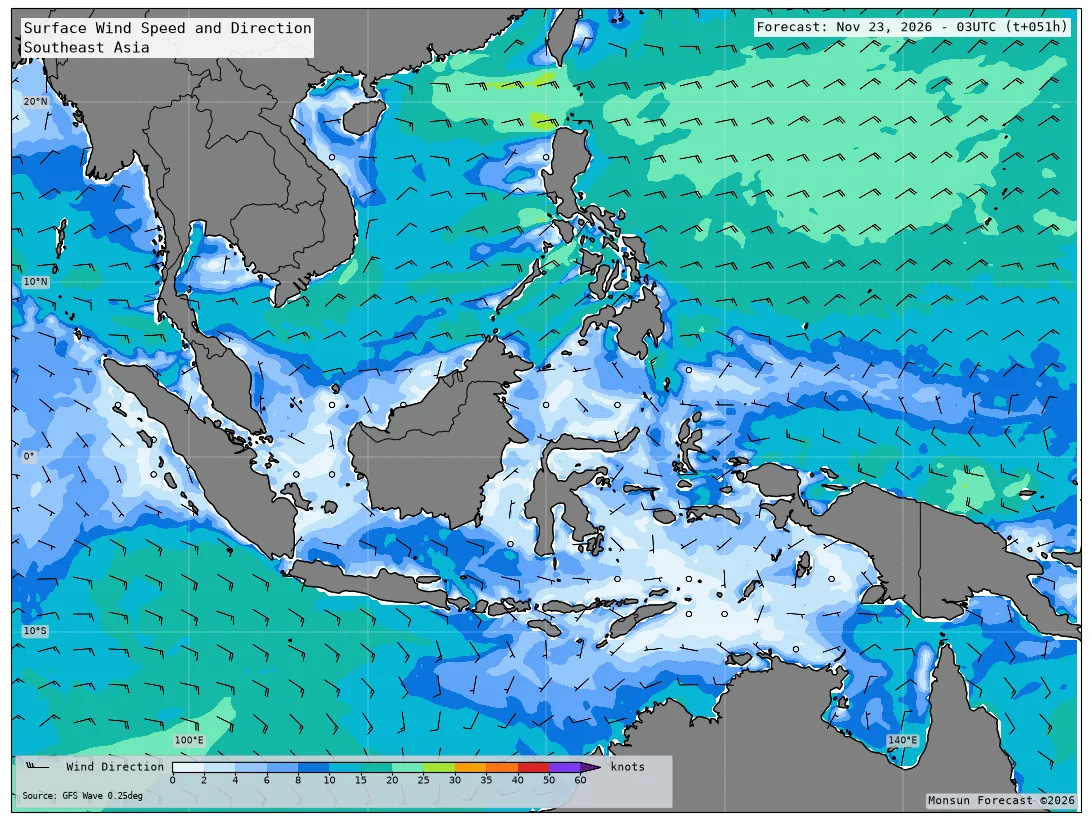 Surface Wind Speed and Direction
Southeast Asia
Forecast: Nov 23, 2026 - 03UTC (t+051h)
20°N
10°N
0°
10°S
100°E
140°E
Wind Direction
0 2 4 6 8 10 15 20 25 30 35 40 50 60
knots
Source: GFS Wave 0.25deg
Monsun Forecast ©2026